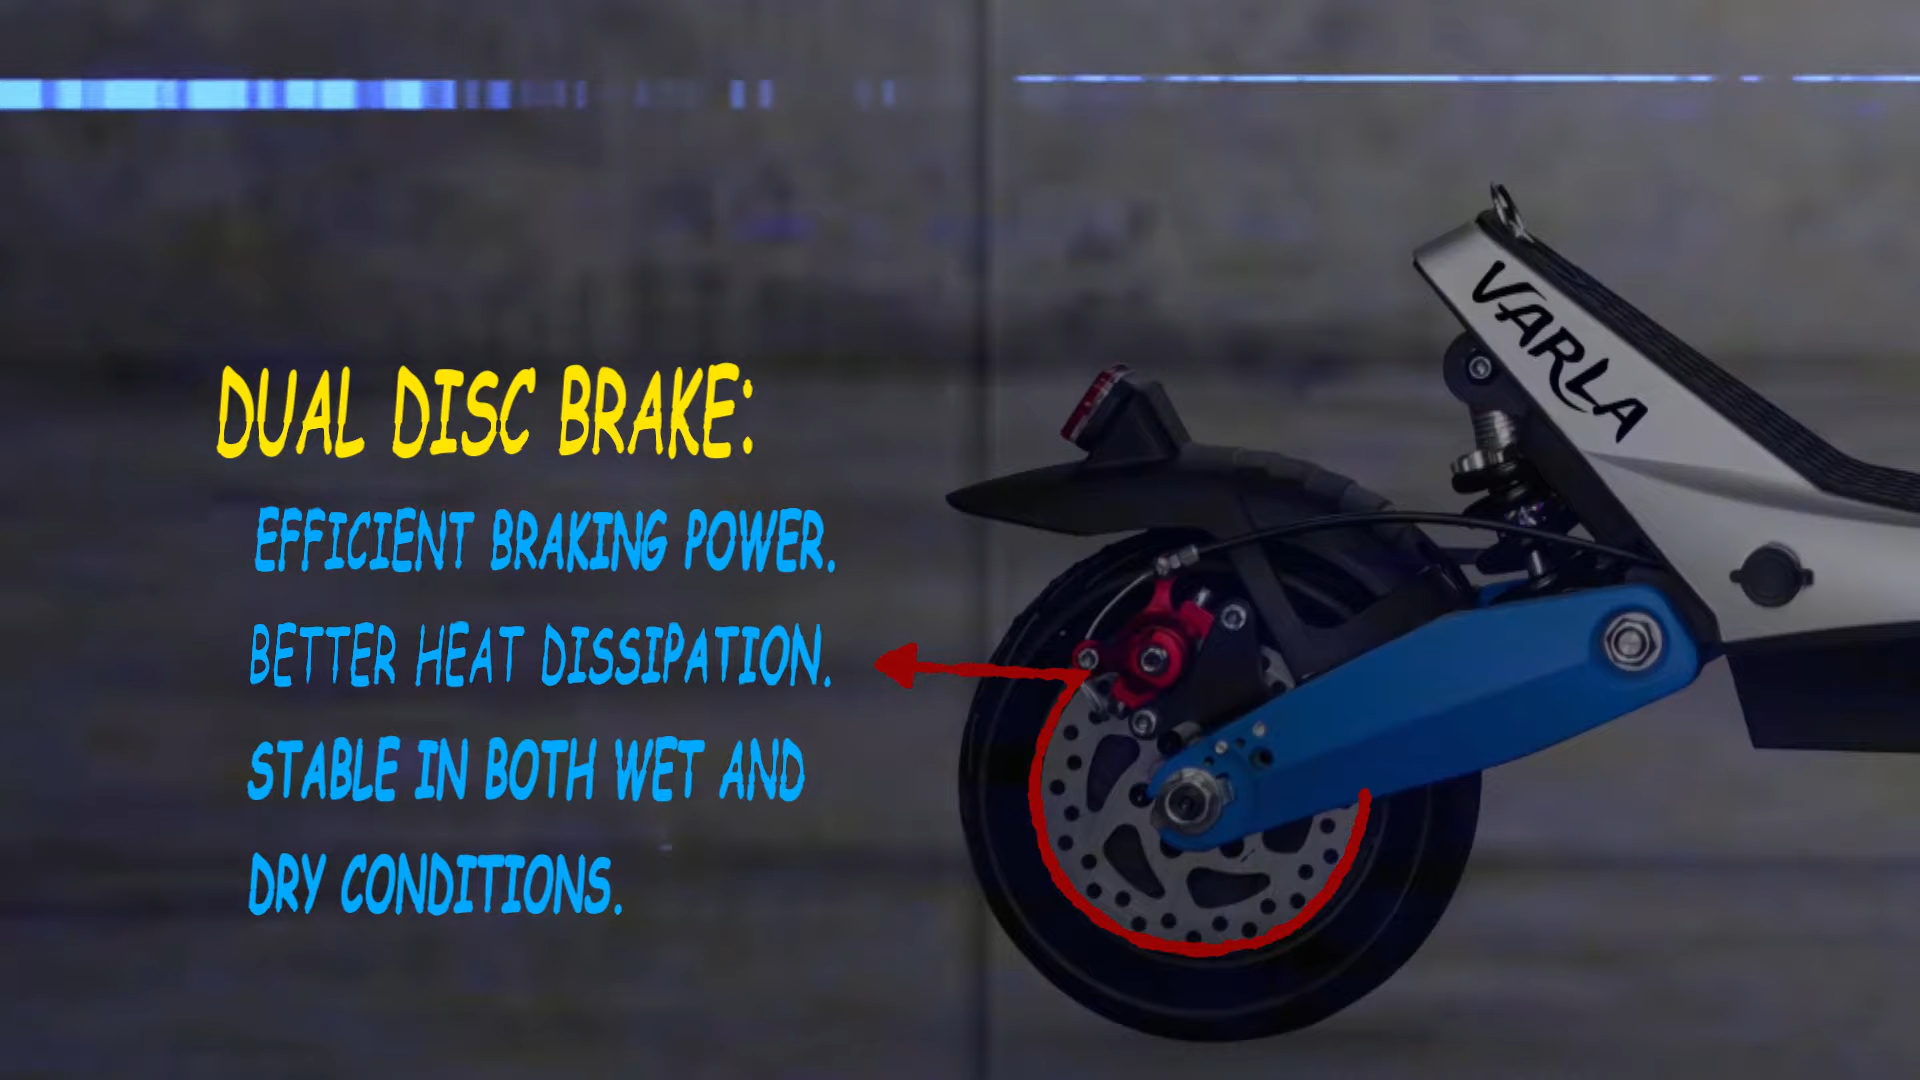 DUAL DISC BRAKE:
EFFICIENT BRAKING POWER.
BETTER HEAT DISSIPATION.
STABLE IN BOTH WET AND
DRY CONDITIONS.
VARLA